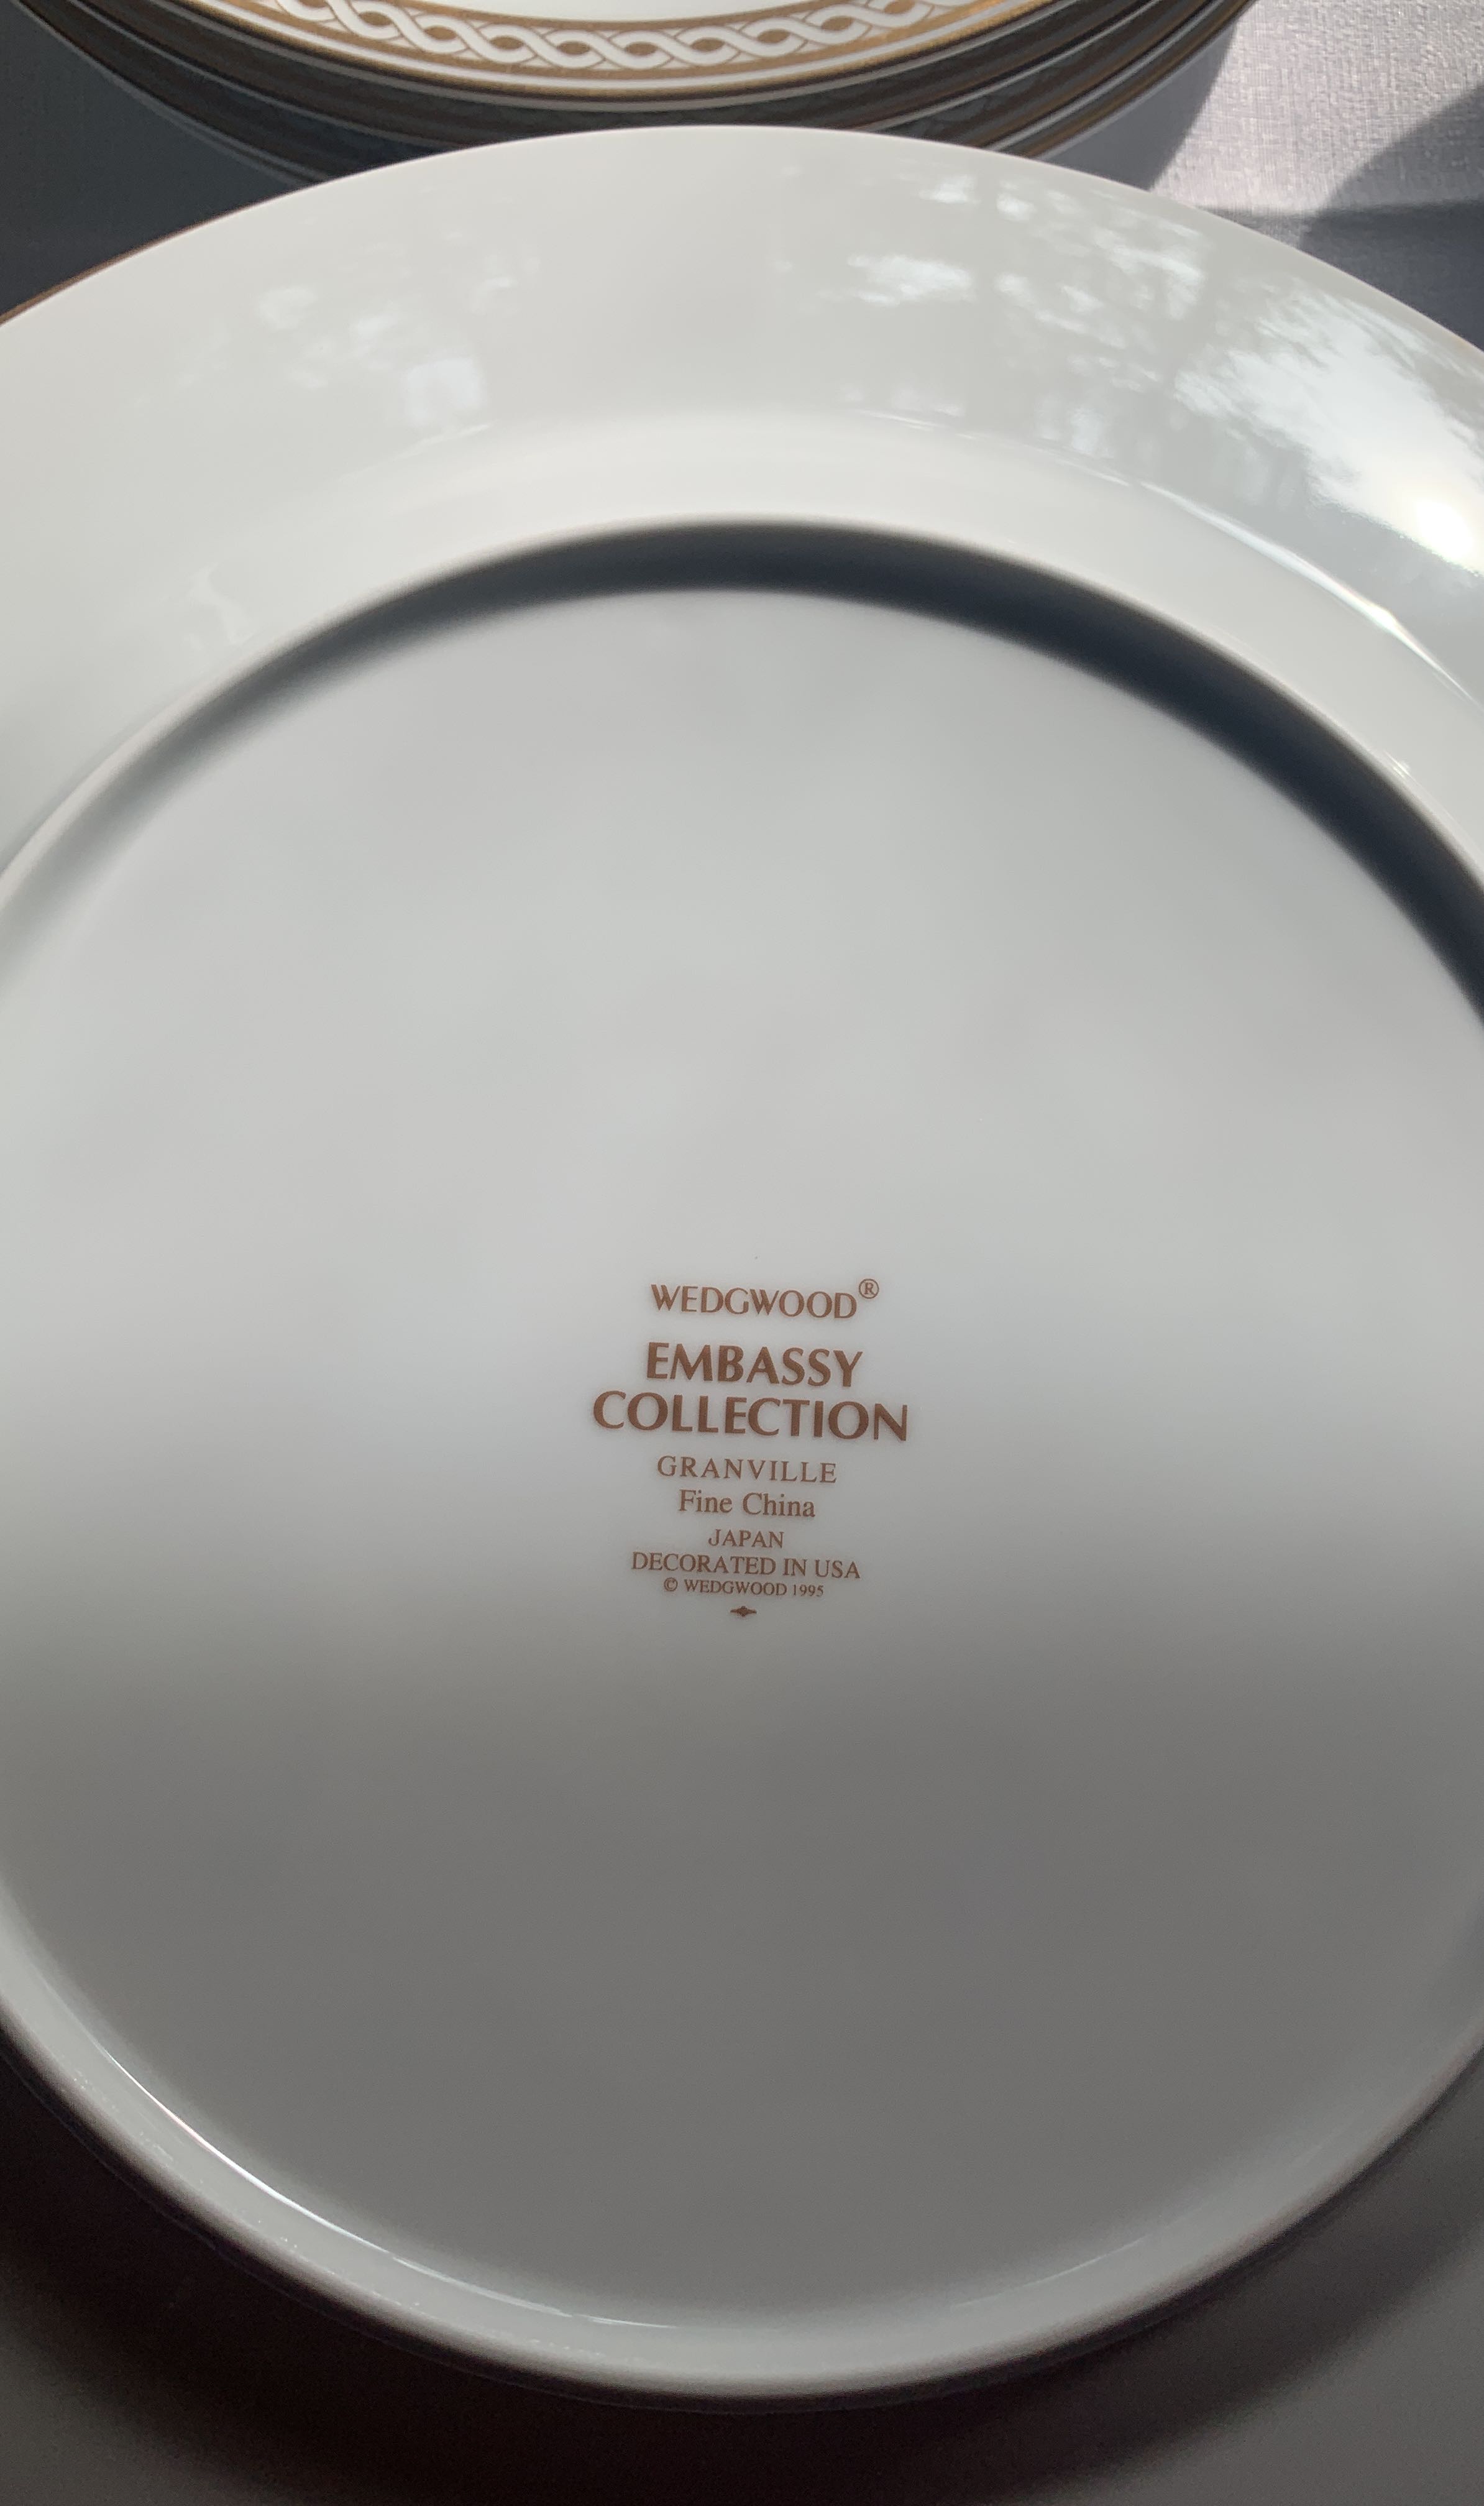 WEDGWOOD®
EMBASSY
COLLECTION
GRANVILLE
Fine China
JAPAN
DECORATED IN USA
© WEDGWOOD 1995